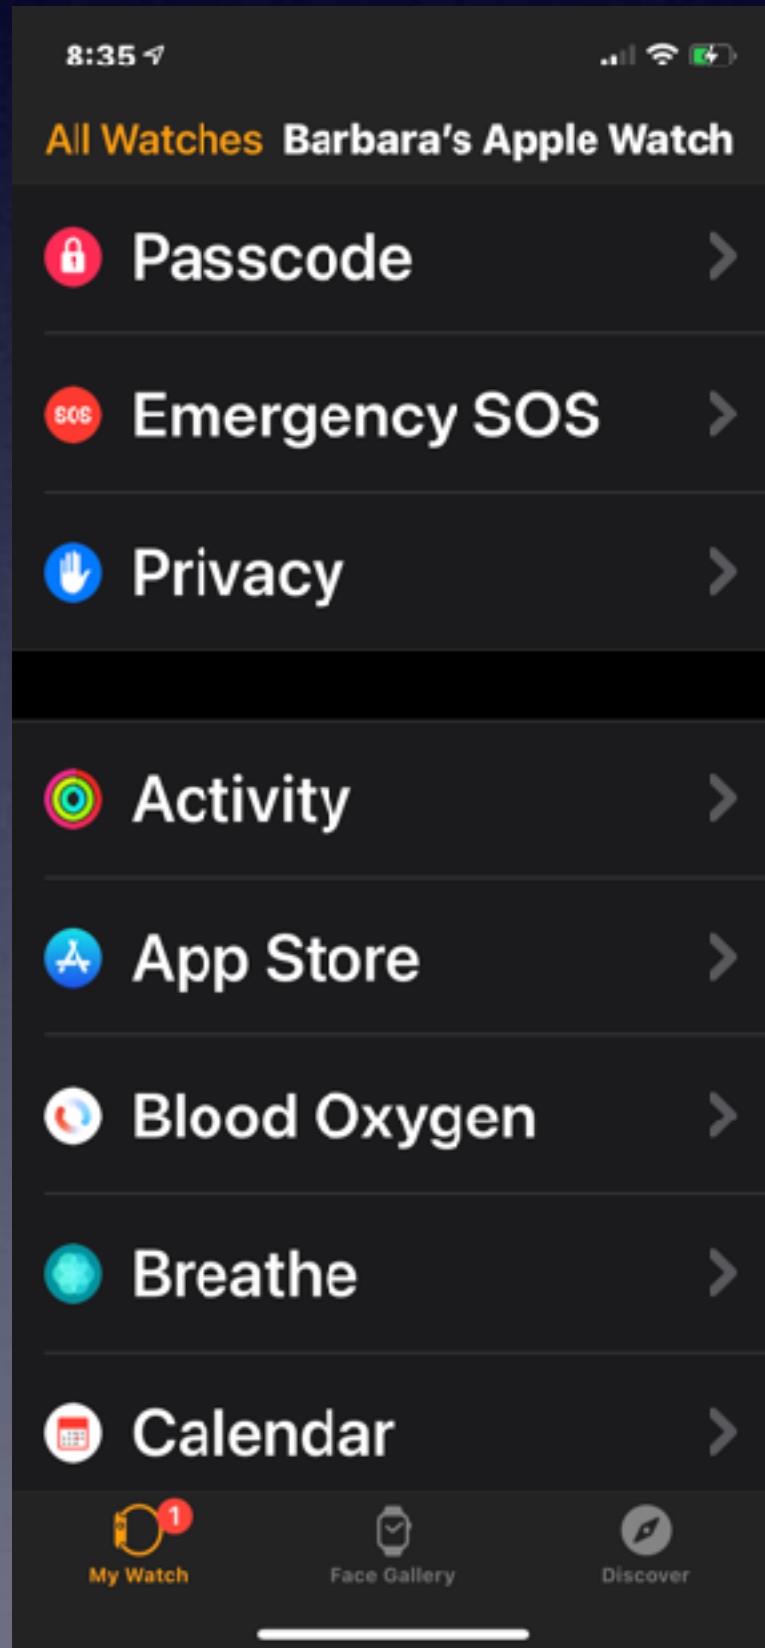 8:35
All Watches Barbara's Apple Watch
Passcode
SOS Emergency SOS
Privacy
Activity
App Store
Blood Oxygen
Breathe
Calendar
1
My Watch Face Gallery Discover